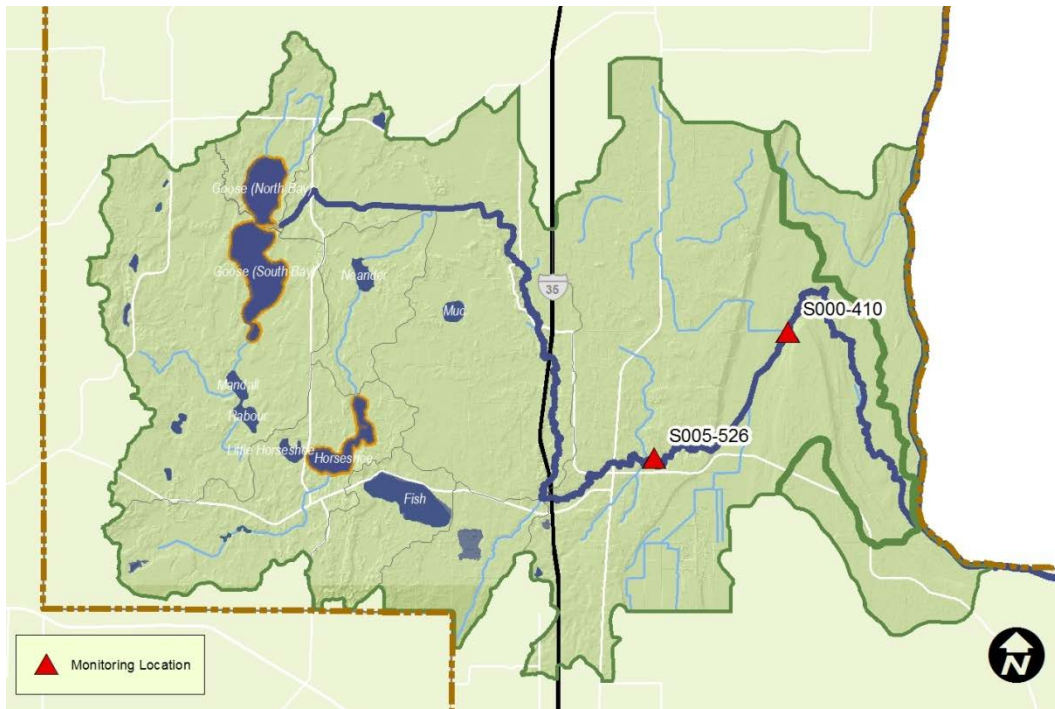 Goose (North Bay)
Goose (South Bay)
Neander
Mud
35
S000-410
Mandall
Rabour
S005-526
Little Horseshoe
Horseshoe
Fish
Monitoring Location
N